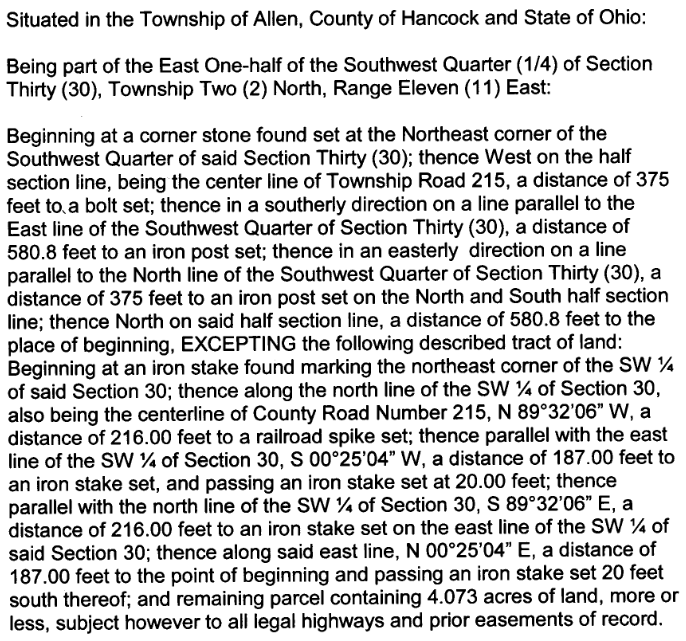 Situated in the Township of Allen, County of Hancock and State of Ohio:
Being part of the East One-half of the Southwest Quarter (1/4) of Section
Thirty (30), Township Two (2) North, Range Eleven (11) East:
Beginning at a corner stone found set at the Northeast corner of the
Southwest Quarter of said Section Thirty (30); thence West on the half
section line, being the center line of Township Road 215, a distance of 375
feet to a bolt set; thence in a southerly direction on a line parallel to the
East line of the Southwest Quarter of Section Thirty (30), a distance of
580.8 feet to an iron post set; thence in an easterly direction on a line
parallel to the North line of the Southwest Quarter of Section Thirty (30), a
distance of 375 feet to an iron post set on the North and South half section
line; thence North on said half section line, a distance of 580.8 feet to the
place of beginning, EXCEPTING the following described tract of land:
Beginning at an iron stake found marking the northeast corner of the SW ¼
of said Section 30; thence along the north line of the SW ¼ of Section 30,
also being the centerline of County Road Number 215, N 89°32'06" W, a
distance of 216.00 feet to a railroad spike set; thence parallel with the east
line of the SW ¼ of Section 30, S 00°25'04" W, a distance of 187.00 feet to
an iron stake set, and passing an iron stake set at 20.00 feet; thence
parallel with the north line of the SW ¼ of Section 30, S 89°32'06" E, a
distance of 216.00 feet to an iron stake set on the east line of the SW ¼ of
said Section 30; thence along said east line, N 00°25'04" E, a distance of
187.00 feet to the point of beginning and passing an iron stake set 20 feet
south thereof; and remaining parcel containing 4.073 acres of land, more or
less, subject however to all legal highways and prior easements of record.